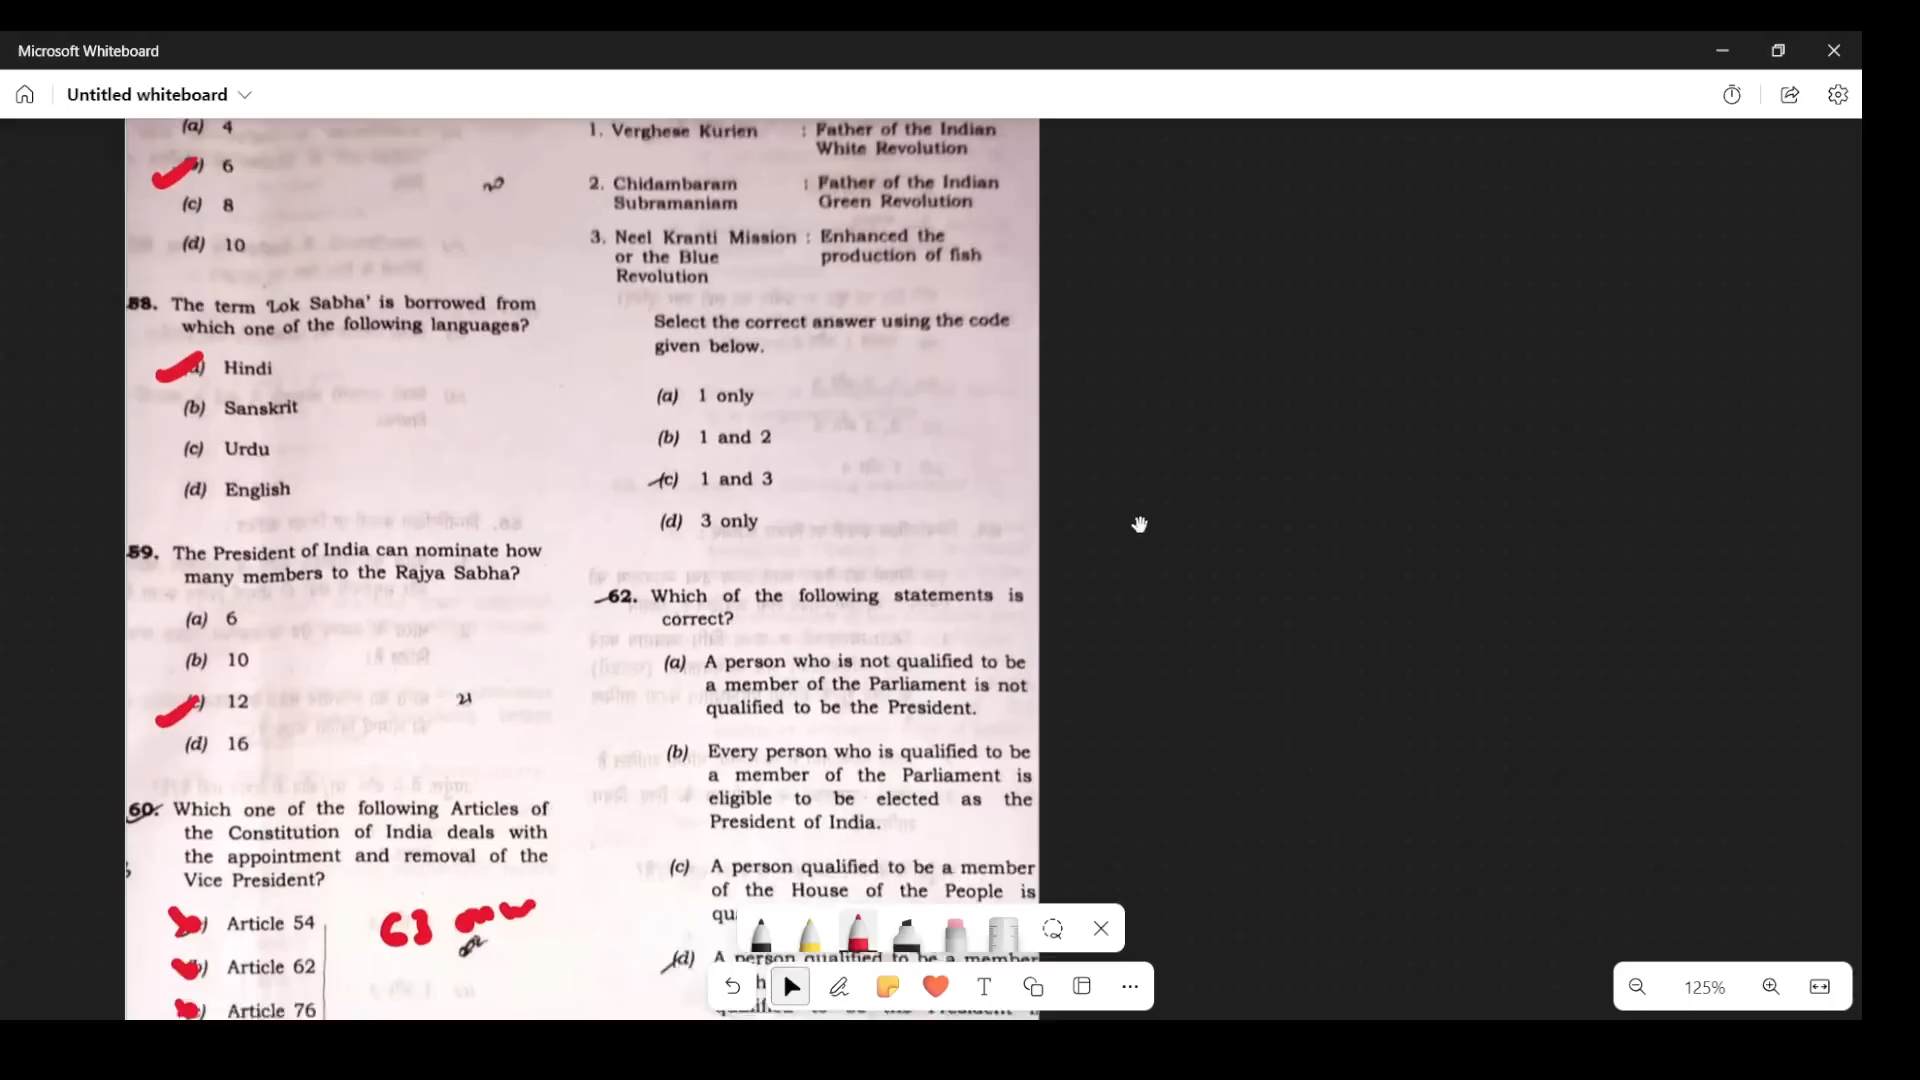 Microsoft Whiteboard
Untitled whiteboard
(a) 4
6
(c) 8
(d) 10
58. The term 'Lok Sabha' is borrowed from
which one of the following languages?
Hindi
(b) Sanskrit
(c) Urdu
(d) English
59. The President of India can nominate how
many members to the Rajya Sabha?
(a) 6
(b) 10
12
(d) 16
60. Which one of the following Articles of
the Constitution of India deals with
the appointment and removal of the
Vice President?
Article 54
63
Article 62
Article 76
1. Verghese Kurien : Father of the Indian
White Revolution
2. Chidambaram : Father of the Indian
Subramaniam Green Revolution
3. Neel Kranti Mission : Enhanced the
or the Blue production of fish
Revolution
Select the correct answer using the code
given below.
(a) 1 only
(b) 1 and 2
(c) 1 and 3
(d) 3 only
62. Which of the following statements is
correct?
(a) A person who is not qualified to be
a member of the Parliament is not
qualified to be the President.
(b) Every person who is qualified to be
a member of the Parliament is
eligible to be elected as the
President of India.
(c) A person qualified to be a member
of the House of the People is
(d) A person qualified to be a member
125%